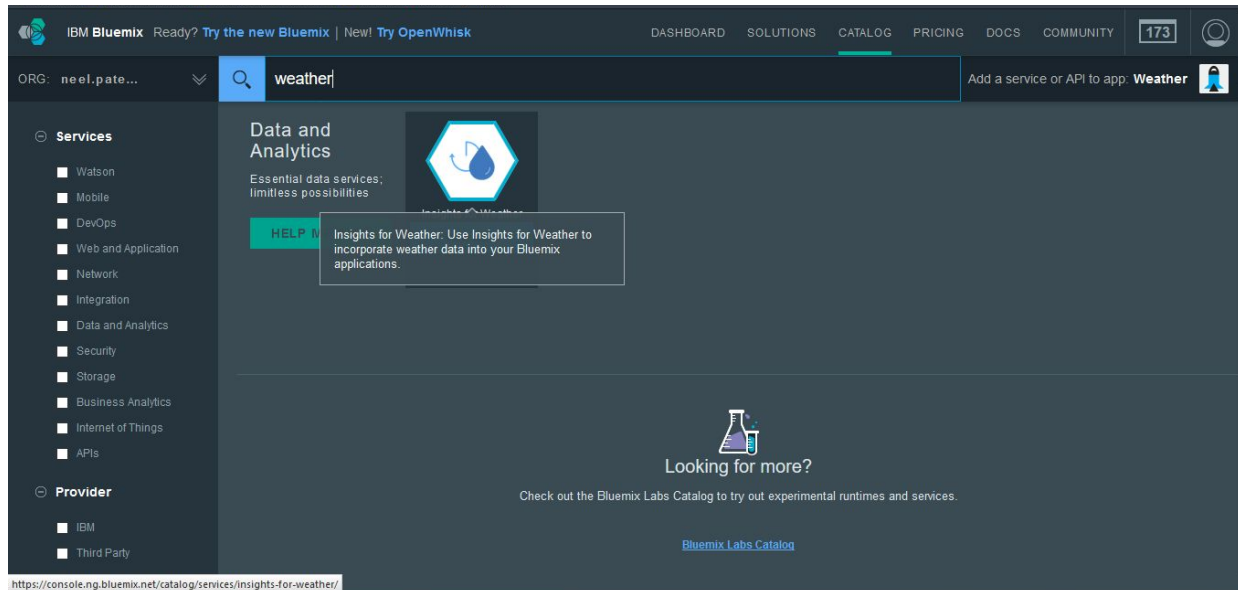 IBM Bluemix Ready? Try the new Bluemix | New! Try OpenWhisk
DASHBOARD SOLUTIONS CATALOG PRICING DOCS COMMUNITY 173
ORG: neel.pate...
weather
Add a service or API to app: Weather
Services
Watson
Mobile
DevOps
Web and Application
Network
Integration
Data and Analytics
Security
Storage
Business Analytics
Internet of Things
APIs
Provider
IBM
Third Party
Data and
Analytics
Essential data services;
limitless possibilities
HELP
Insights for Weather
Insights for Weather: Use Insights for Weather to
incorporate weather data into your Bluemix
applications.
Looking for more?
Check out the Bluemix Labs Catalog to try out experimental runtimes and services.
Bluemix Labs Catalog
https://console.ng.bluemix.net/catalog/services/insights-for-weather/